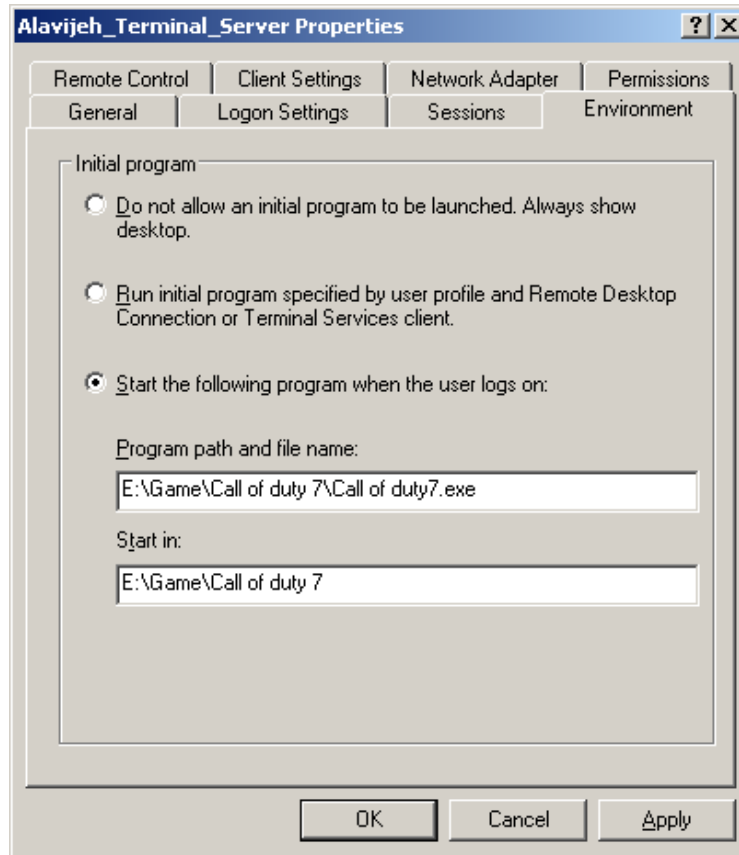 Alavijeh_Terminal_Server Properties
Remote Control Client Settings Network Adapter Permissions
General Logon Settings Sessions Environment
Initial program
Do not allow an initial program to be launched. Always show
desktop.
Run initial program specified by user profile and Remote Desktop
Connection or Terminal Services client.
Start the following program when the user logs on:
Program path and file name:
E:\Game\Call of duty 7\Call of duty7.exe
Start in:
E:\Game\Call of duty 7
OK Cancel Apply